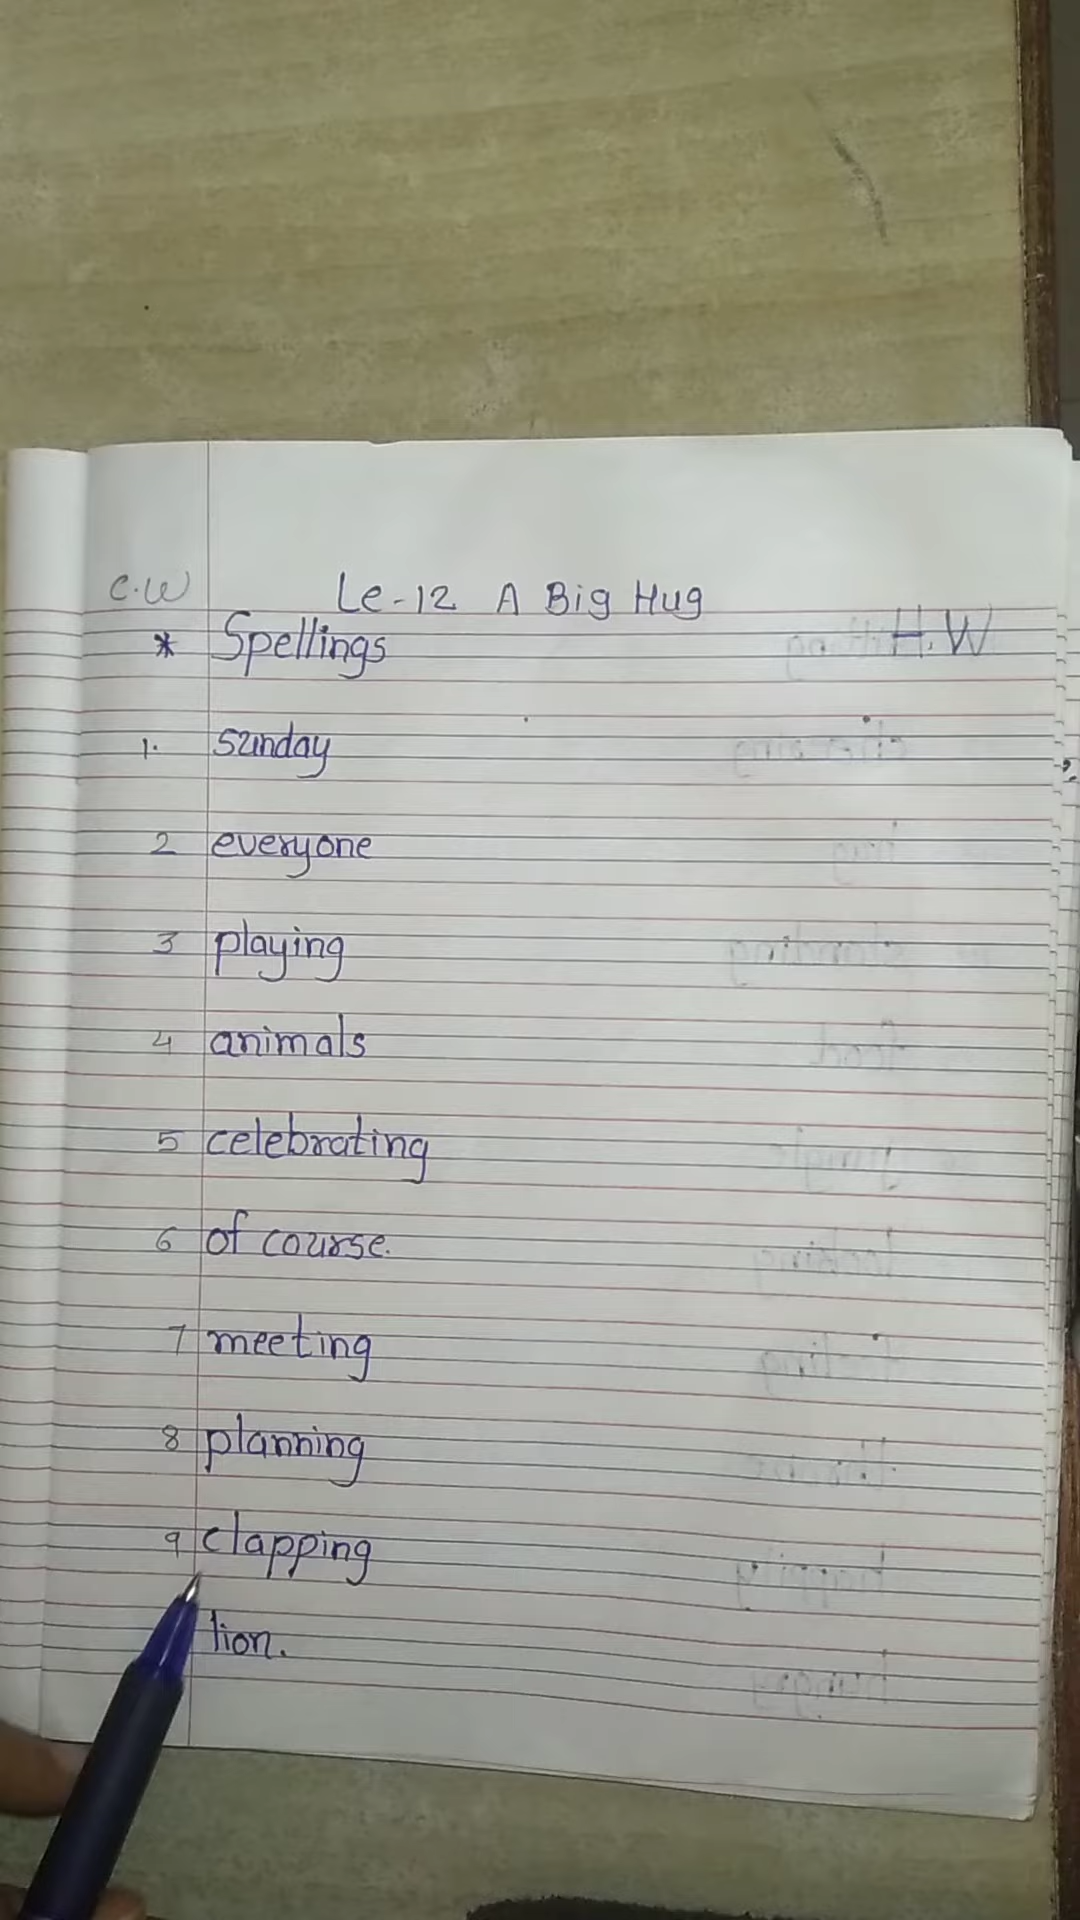 C.W
Le-12 A Big Hug
H.W
* Spellings
1. sunday
2 everyone
3 playing
4 animals
5 celebrating
6 of course.
7 meeting
8 planning
9 clapping
lion.